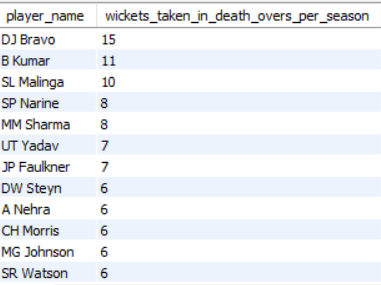 player_name wickets_taken_in_death_overs_per_season
DJ Bravo 15
B Kumar 11
SL Malinga 10
SP Narine 8
MM Sharma 8
UT Yadav 7
JP Faulkner 7
DW Steyn 6
A Nehra 6
CH Morris 6
MG Johnson 6
SR Watson 6